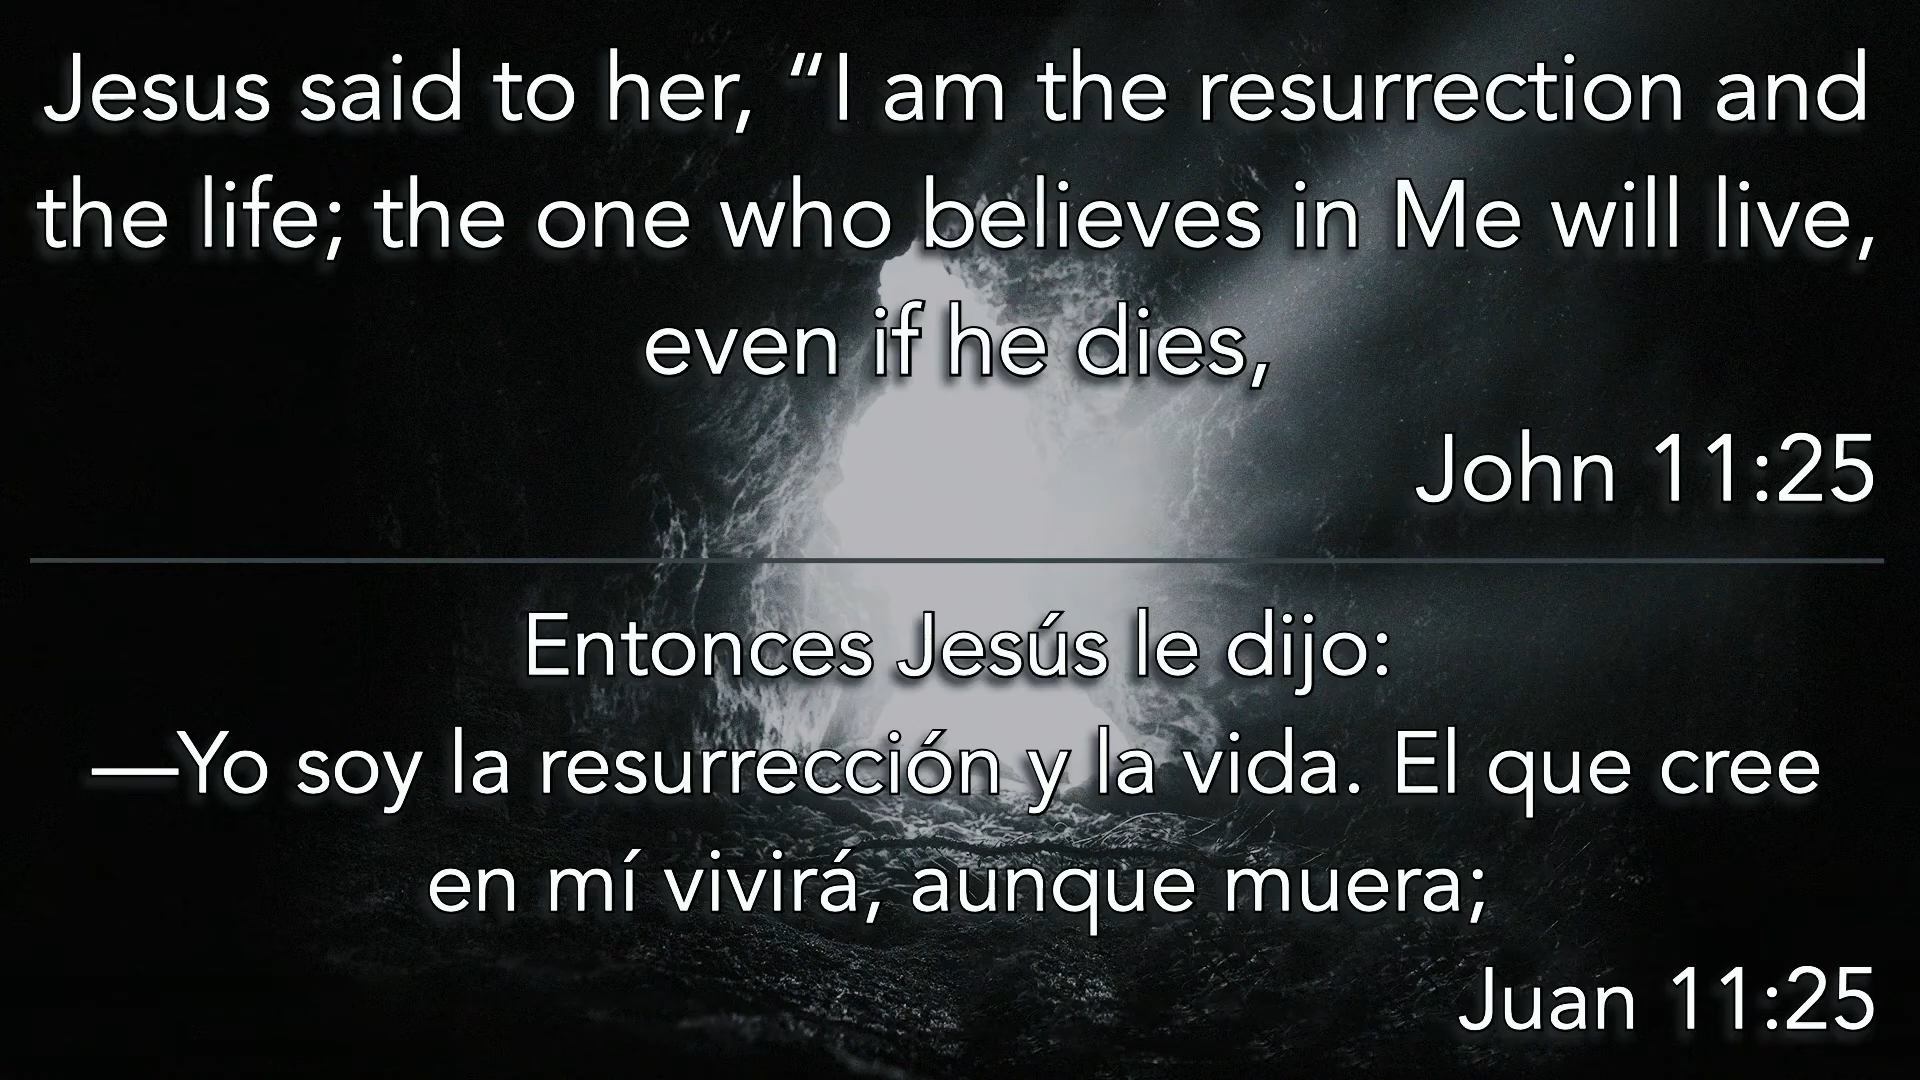 Jesus said to her, “I am the resurrection and
the life; the one who believes in Me will live,
even if he dies,
John 11:25
Entonces Jesús le dijo:
—Yo soy la resurrección y la vida. El que cree
en mí vivirá, aunque muera;
Juan 11:25